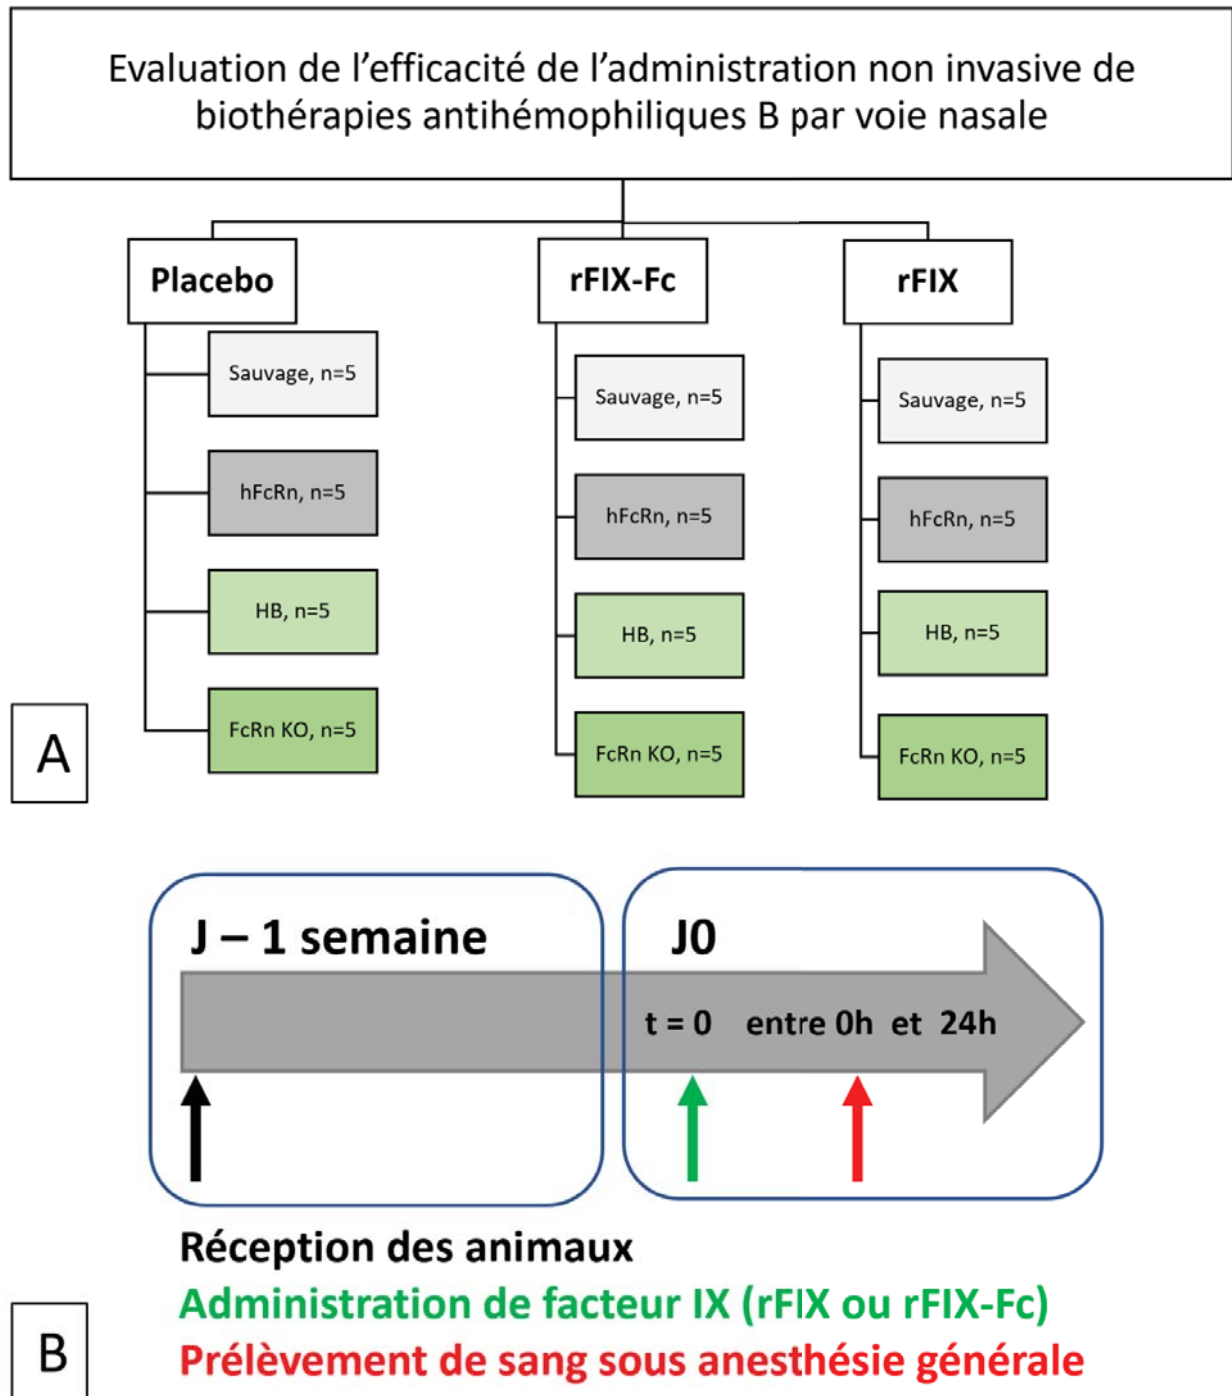 Evaluation de l’efficacité de l’administration non invasive de
biothérapies antihémophiliques B par voie nasale
Placebo
Sauvage, n=5
hFcRn, n=5
HB, n=5
FcRn KO, n=5
rFIX-Fc
Sauvage, n=5
hFcRn, n=5
HB, n=5
FcRn KO, n=5
rFIX
Sauvage, n=5
hFcRn, n=5
HB, n=5
FcRn KO, n=5
A
J – 1 semaine
J0
t = 0 entre 0h et 24h
Réception des animaux
Administration de facteur IX (rFIX ou rFIX-Fc)
Prélèvement de sang sous anesthésie générale
B